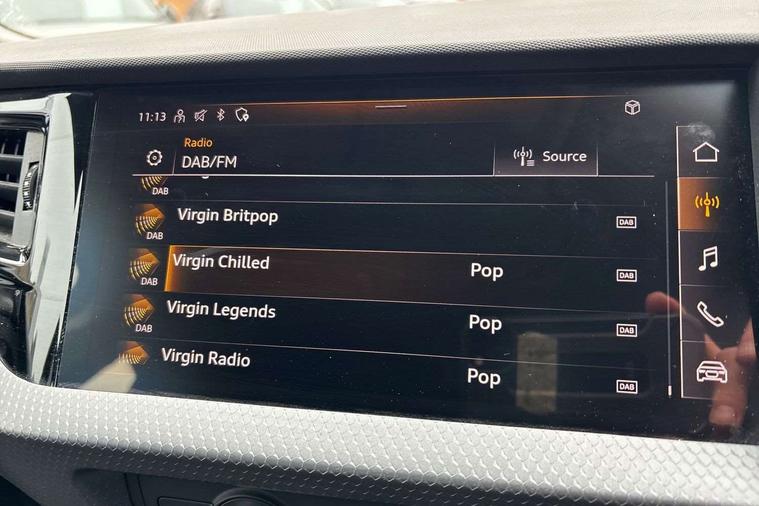 11:13
Radio
DAB/FM
Source
DAB
Virgin Britpop
DAB
DAB
Virgin Chilled
Pop
DAB
DAB
Virgin Legends
Pop
DAB
DAB
Virgin Radio
Pop
DAB